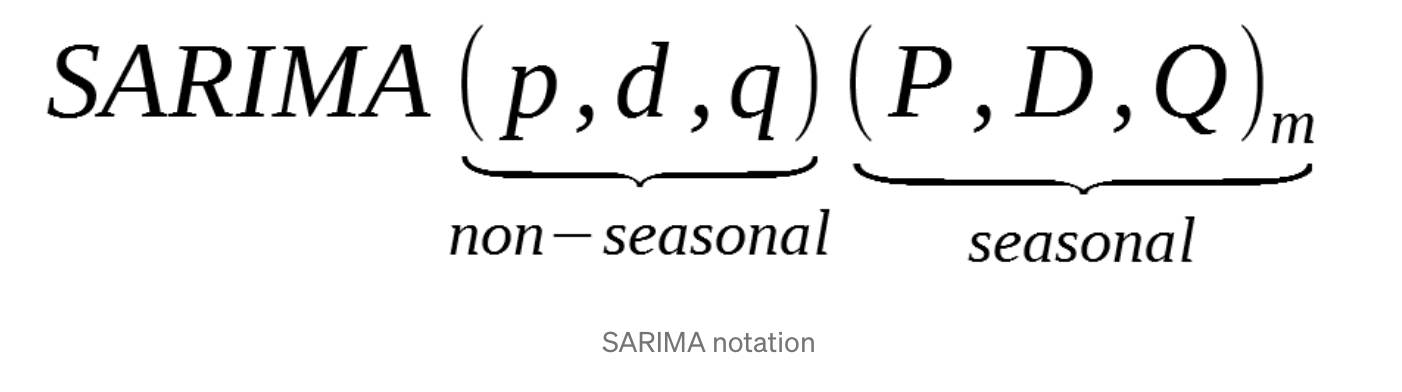 SARIMA (p,d,q) (P,D,Q)m
non–seasonal seasonal
SARIMA notation